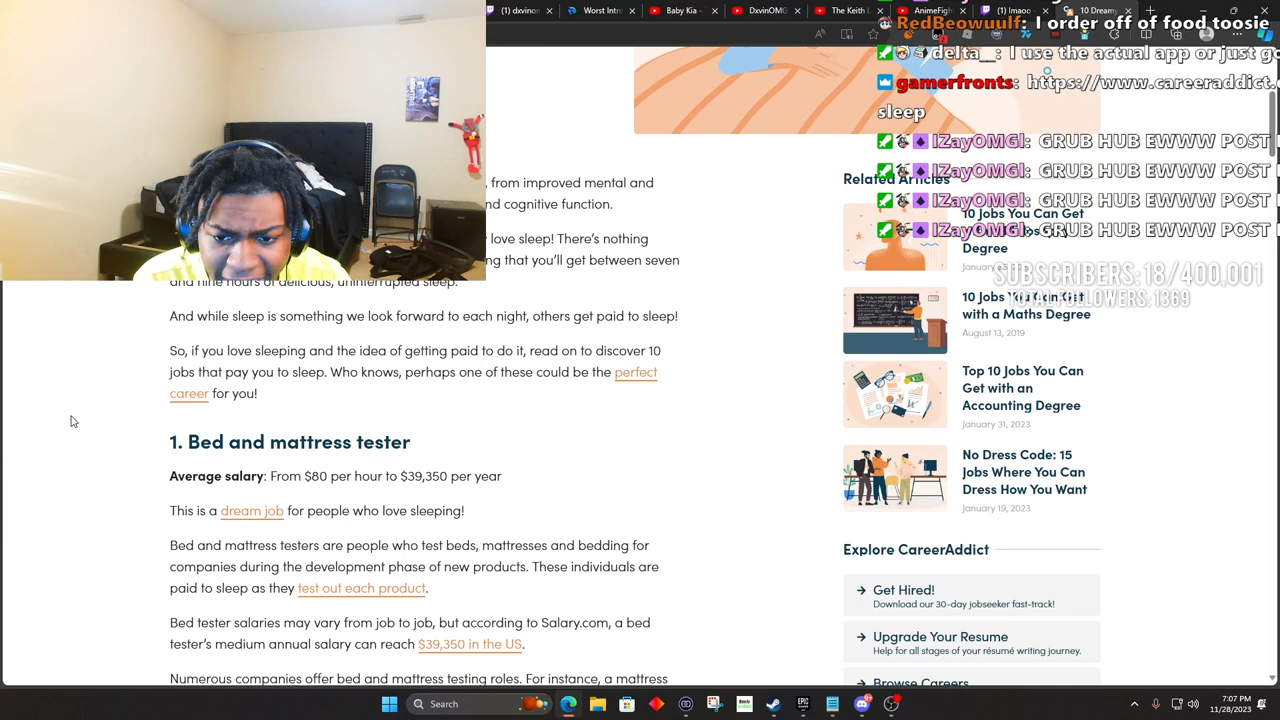 (1) dxvinc
Worst Intro
Baby Kia -
DxvinOMG
The Keith L
AnimeFigh
(1) lmaoo
10 Dream
RedBeowuulf: I order off of food toosie
delta__: I use the actual app or just go
gamerfronts: https://www.careeraddict.
sleep
IZayOMGl: GRUB HUB EWWW POST
IZayOMGl: GRUB HUB EWWW POST
IZayOMGl: GRUB HUB EWWW POST
IZayOMGl: GRUB HUB EWWW POST
SUBSCRIBERS: 18/400,001
TOTAL FOLLOWERS: 1369
, from improved mental and
nd cognitive function.
love sleep! There's nothing
ng that you'll get between seven
and nine hours of delicious, uninterrupted sleep.
And while sleep is something we look forward to each night, others get paid to sleep!
So, if you love sleeping and the idea of getting paid to do it, read on to discover 10
jobs that pay you to sleep. Who knows, perhaps one of these could be the perfect
career for you!
1. Bed and mattress tester
Average salary: From $80 per hour to $39,350 per year
This is a dream job for people who love sleeping!
Bed and mattress testers are people who test beds, mattresses and bedding for
companies during the development phase of new products. These individuals are
paid to sleep as they test out each product.
Bed tester salaries may vary from job to job, but according to Salary.com, a bed
tester's medium annual salary can reach $39,350 in the US.
Numerous companies offer bed and mattress testing roles. For instance, a mattress
Related Articles
10 Jobs You Can Get
Degree
January
10 Jobs You Can Get
with a Maths Degree
August 13, 2019
Top 10 Jobs You Can
Get with an
Accounting Degree
January 31, 2023
No Dress Code: 15
Jobs Where You Can
Dress How You Want
January 19, 2023
Explore CareerAddict
Get Hired!
Download our 30-day jobseeker fast-track!
Upgrade Your Resume
Help for all stages of your résumé writing journey.
Browse Careers
Search
7:07 PM
11/28/2023